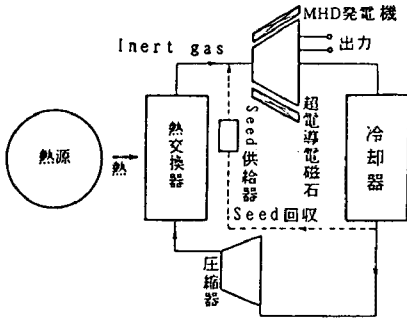 MHD発電機
Inert gas
出力
熱源
熱
熱交換器
Seed供給器
超電導電磁石
冷却器
Seed回収
圧縮器